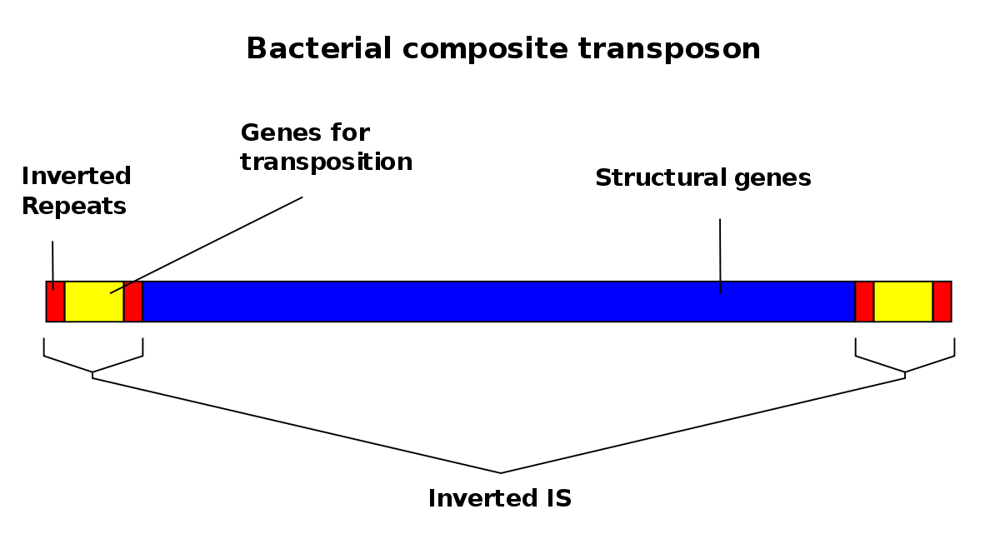 Bacterial composite transposon
Genes for
transposition
Inverted
Repeats
Structural genes
Inverted IS